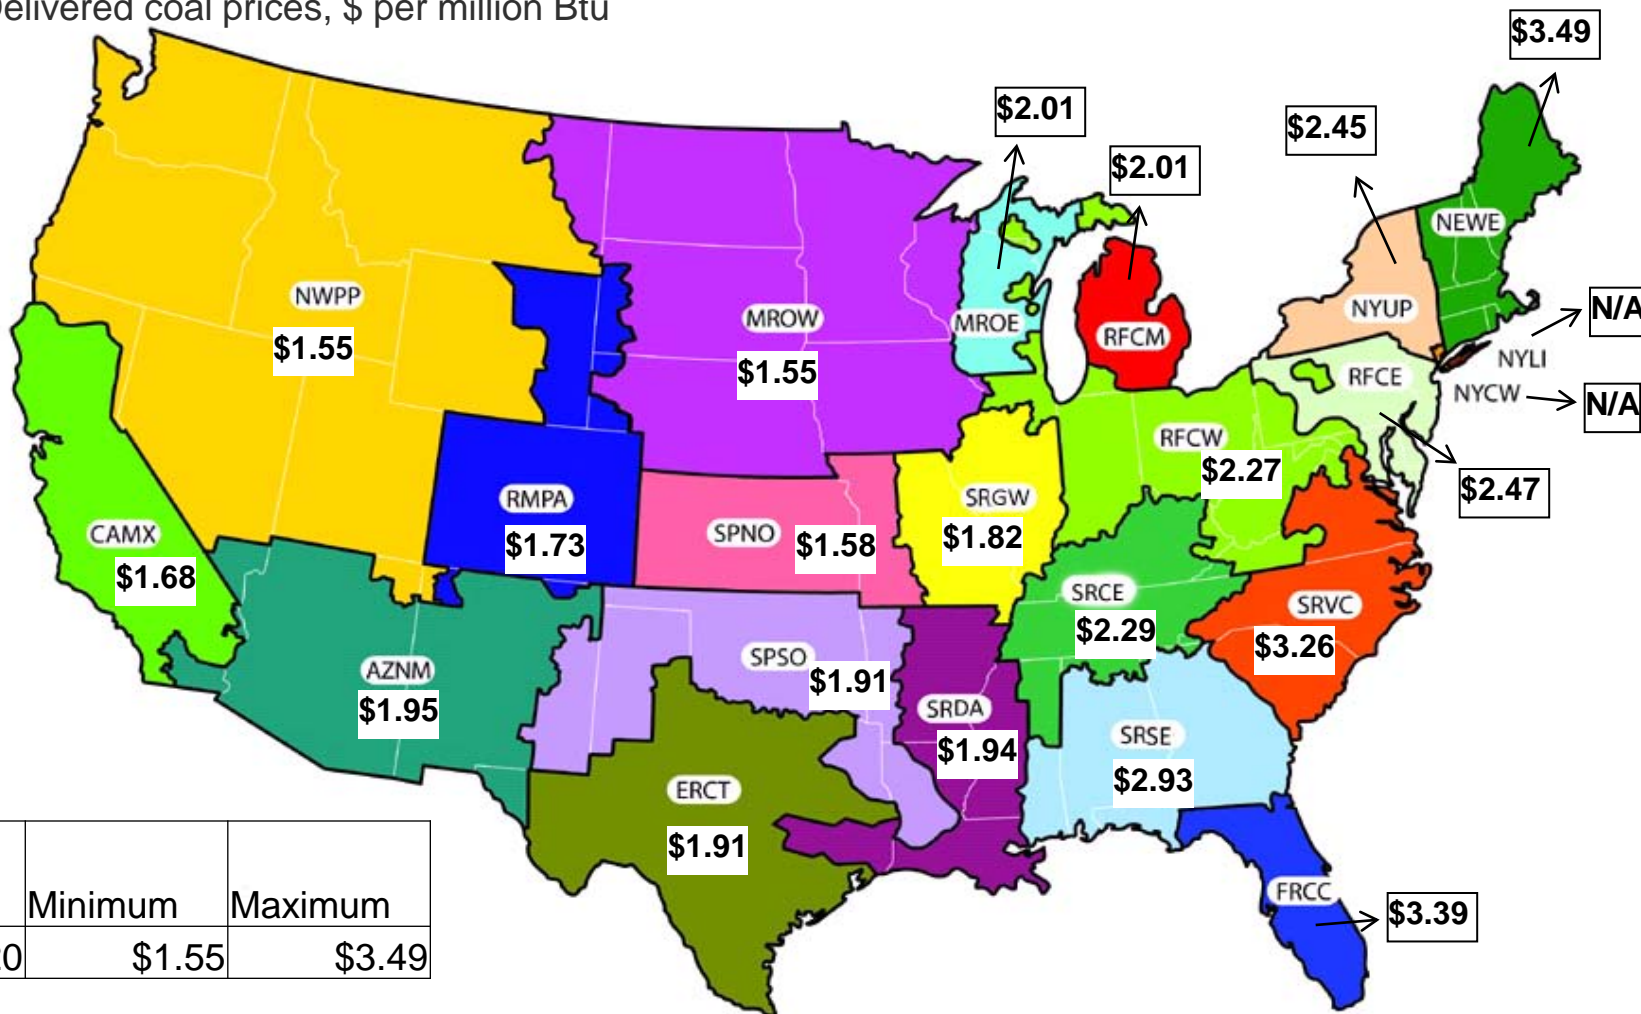 Delivered coal prices, $ per million Btu
$3.49
$2.01
$2.45
$2.01
NEWE
NWPP
$1.55
MROW
$1.55
MROE
RFCM
NYUP
N/A
NYLI
RFCE
NYCW
N/A
RFCW
$2.27
$2.47
RMPA
$1.73
SPNO
$1.58
SRGW
$1.82
CAMX
$1.68
SRCE
$2.29
SRVC
$3.26
AZNM
$1.95
SPSO
$1.91
SRDA
$1.94
SRSE
$2.93
ERCT
$1.91
FRCC
$3.39
Minimum Maximum
0 $1.55 $3.49